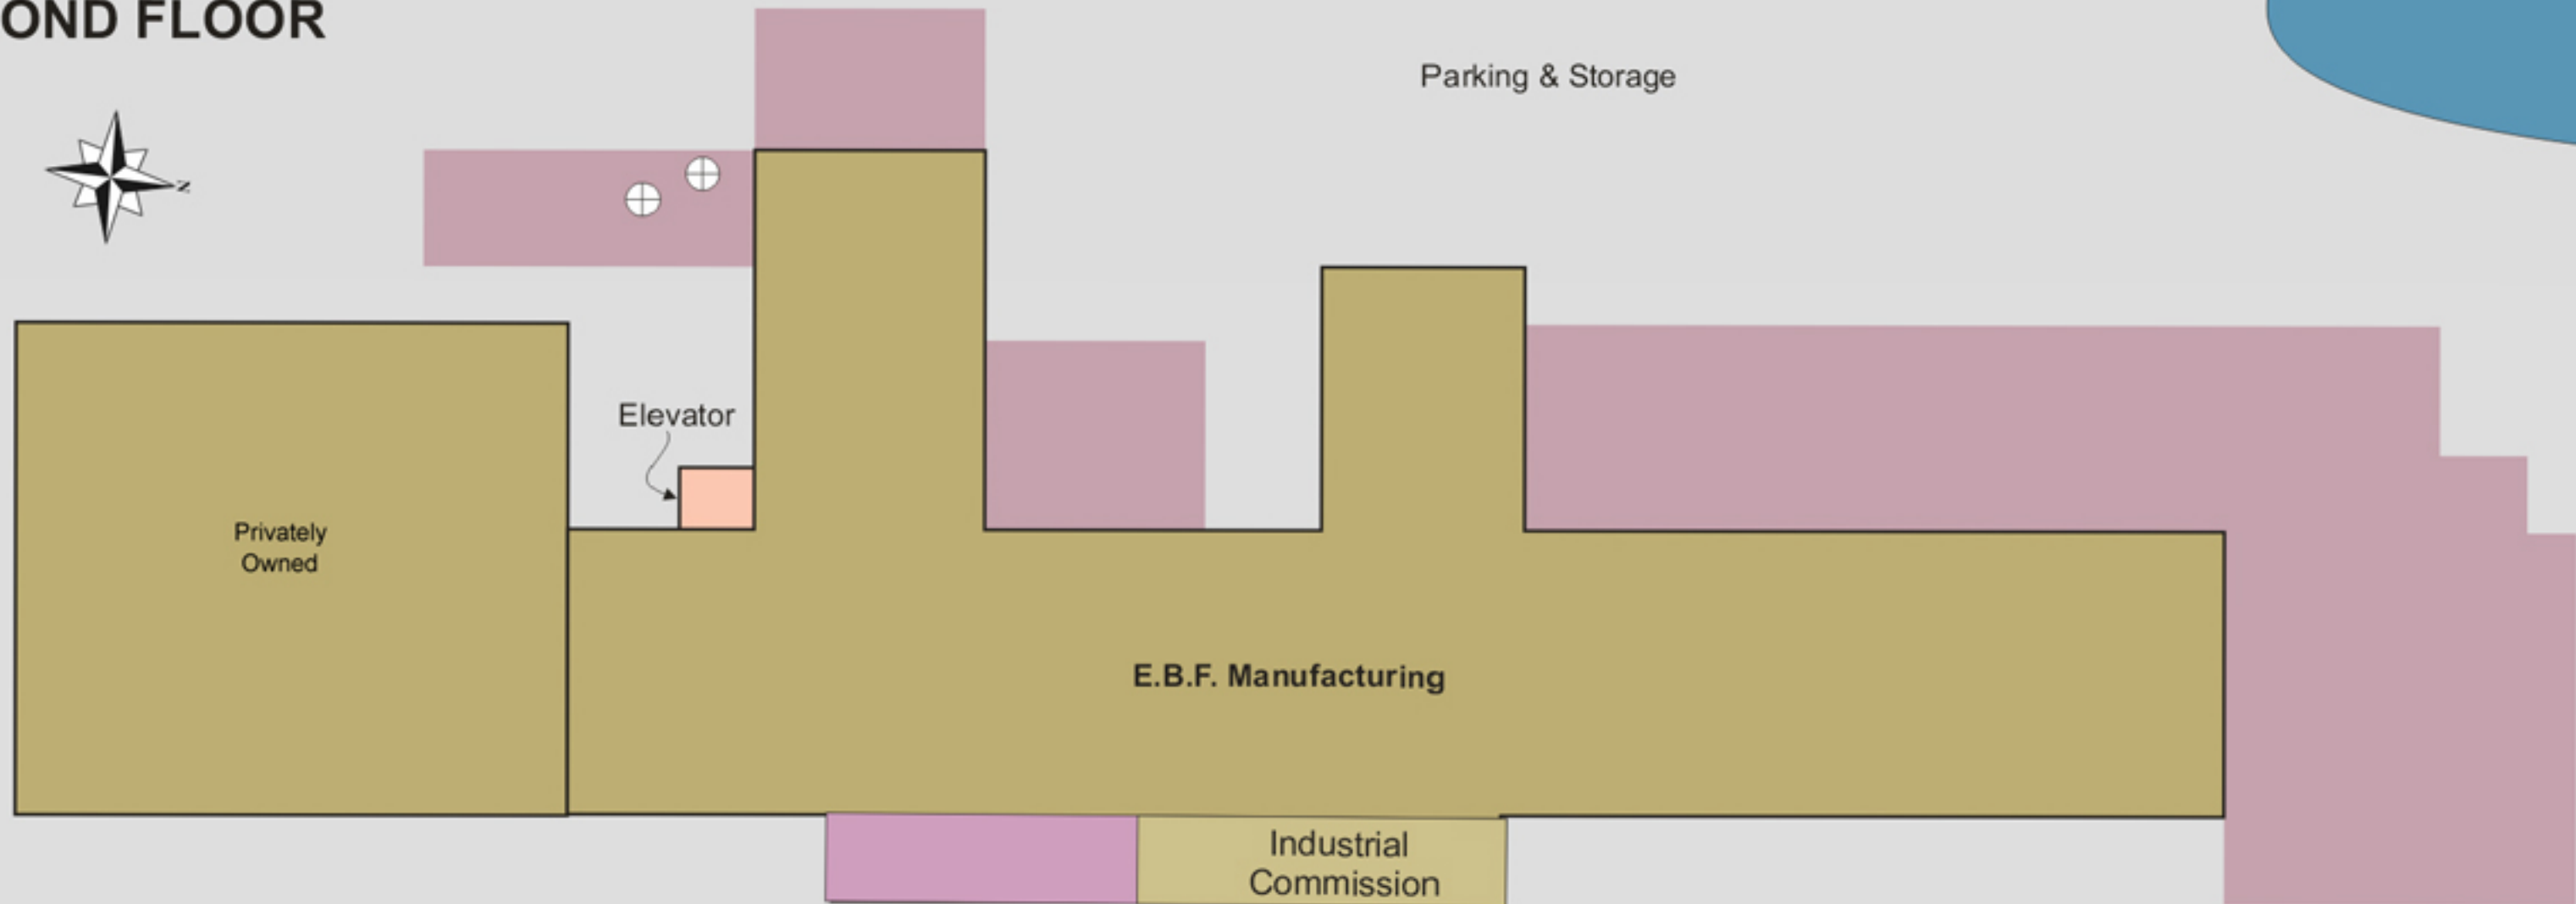 OND FLOOR
Parking & Storage
N
Elevator
Privately
Owned
E.B.F. Manufacturing
Industrial
Commission